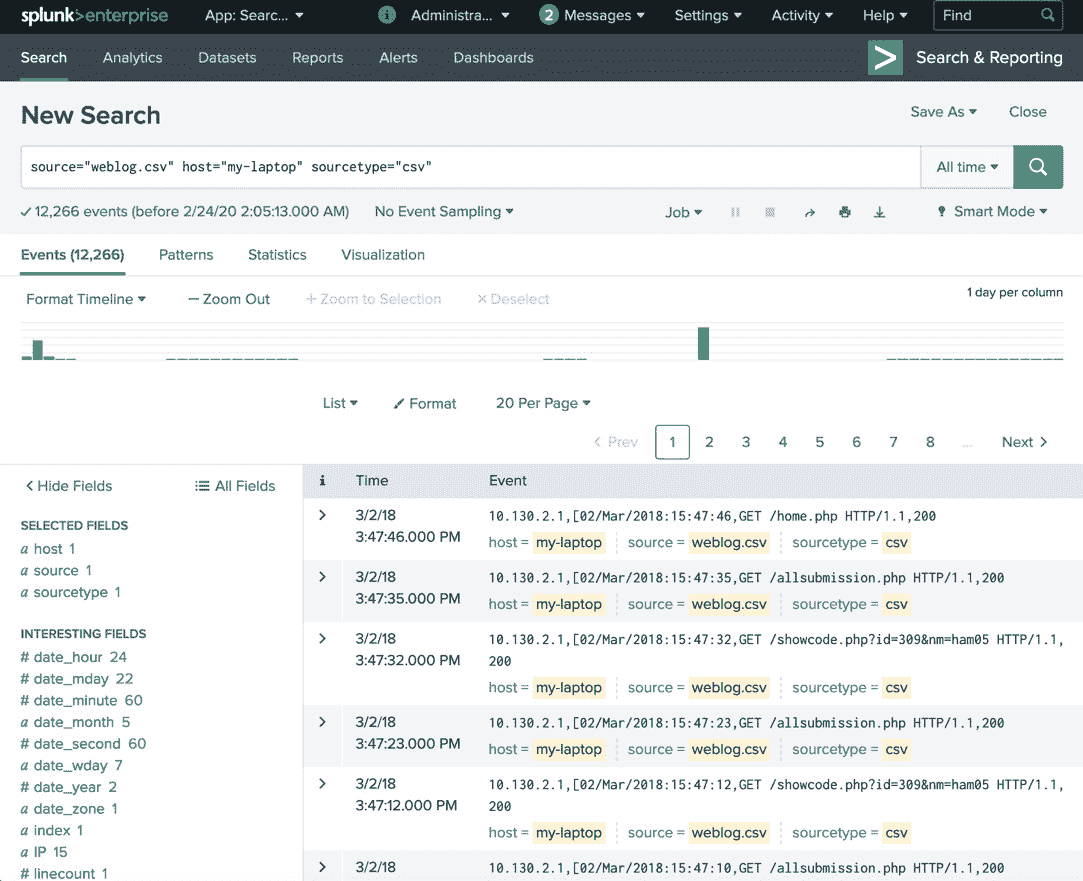 splunk>enterprise App: Searc... ▾ i Administra... ▾ 2 Messages ▾ Settings ▾ Activity ▾ Help ▾ Find
Search Analytics Datasets Reports Alerts Dashboards > Search & Reporting
New Search Save As ▾ Close
source="weblog.csv" host="my-laptop" sourcetype="csv" All time ▾
✓ 12,266 events (before 2/24/20 2:05:13.000 AM) No Event Sampling ▾ Job ▾ Smart Mode ▾
Events (12,266) Patterns Statistics Visualization
Format Timeline ▾ — Zoom Out + Zoom to Selection × Deselect 1 day per column
List ▾ Format 20 Per Page ▾
< Prev 1 2 3 4 5 6 7 8 ... Next >
< Hide Fields All Fields
SELECTED FIELDS
a host 1
a source 1
a sourcetype 1
INTERESTING FIELDS
# date_hour 24
# date_mday 22
# date_minute 60
a date_month 5
# date_second 60
a date_wday 7
# date_year 2
a date_zone 1
a index 1
a IP 15
# linecount 1
i Time Event
> 3/2/18
3:47:46.000 PM
10.130.2.1,[02/Mar/2018:15:47:46,GET /home.php HTTP/1.1,200
host = my-laptop source = weblog.csv sourcetype = csv
> 3/2/18
3:47:35.000 PM
10.130.2.1,[02/Mar/2018:15:47:35,GET /allsubmission.php HTTP/1.1,200
host = my-laptop source = weblog.csv sourcetype = csv
> 3/2/18
3:47:32.000 PM
10.130.2.1,[02/Mar/2018:15:47:32,GET /showcode.php?id=309&nm=ham05 HTTP/1.1,
200
host = my-laptop source = weblog.csv sourcetype = csv
> 3/2/18
3:47:23.000 PM
10.130.2.1,[02/Mar/2018:15:47:23,GET /allsubmission.php HTTP/1.1,200
host = my-laptop source = weblog.csv sourcetype = csv
> 3/2/18
3:47:12.000 PM
10.130.2.1,[02/Mar/2018:15:47:12,GET /showcode.php?id=309&nm=ham05 HTTP/1.1,
200
host = my-laptop source = weblog.csv sourcetype = csv
> 3/2/18
10.130.2.1,[02/Mar/2018:15:47:10,GET /allsubmission.php HTTP/1.1,200